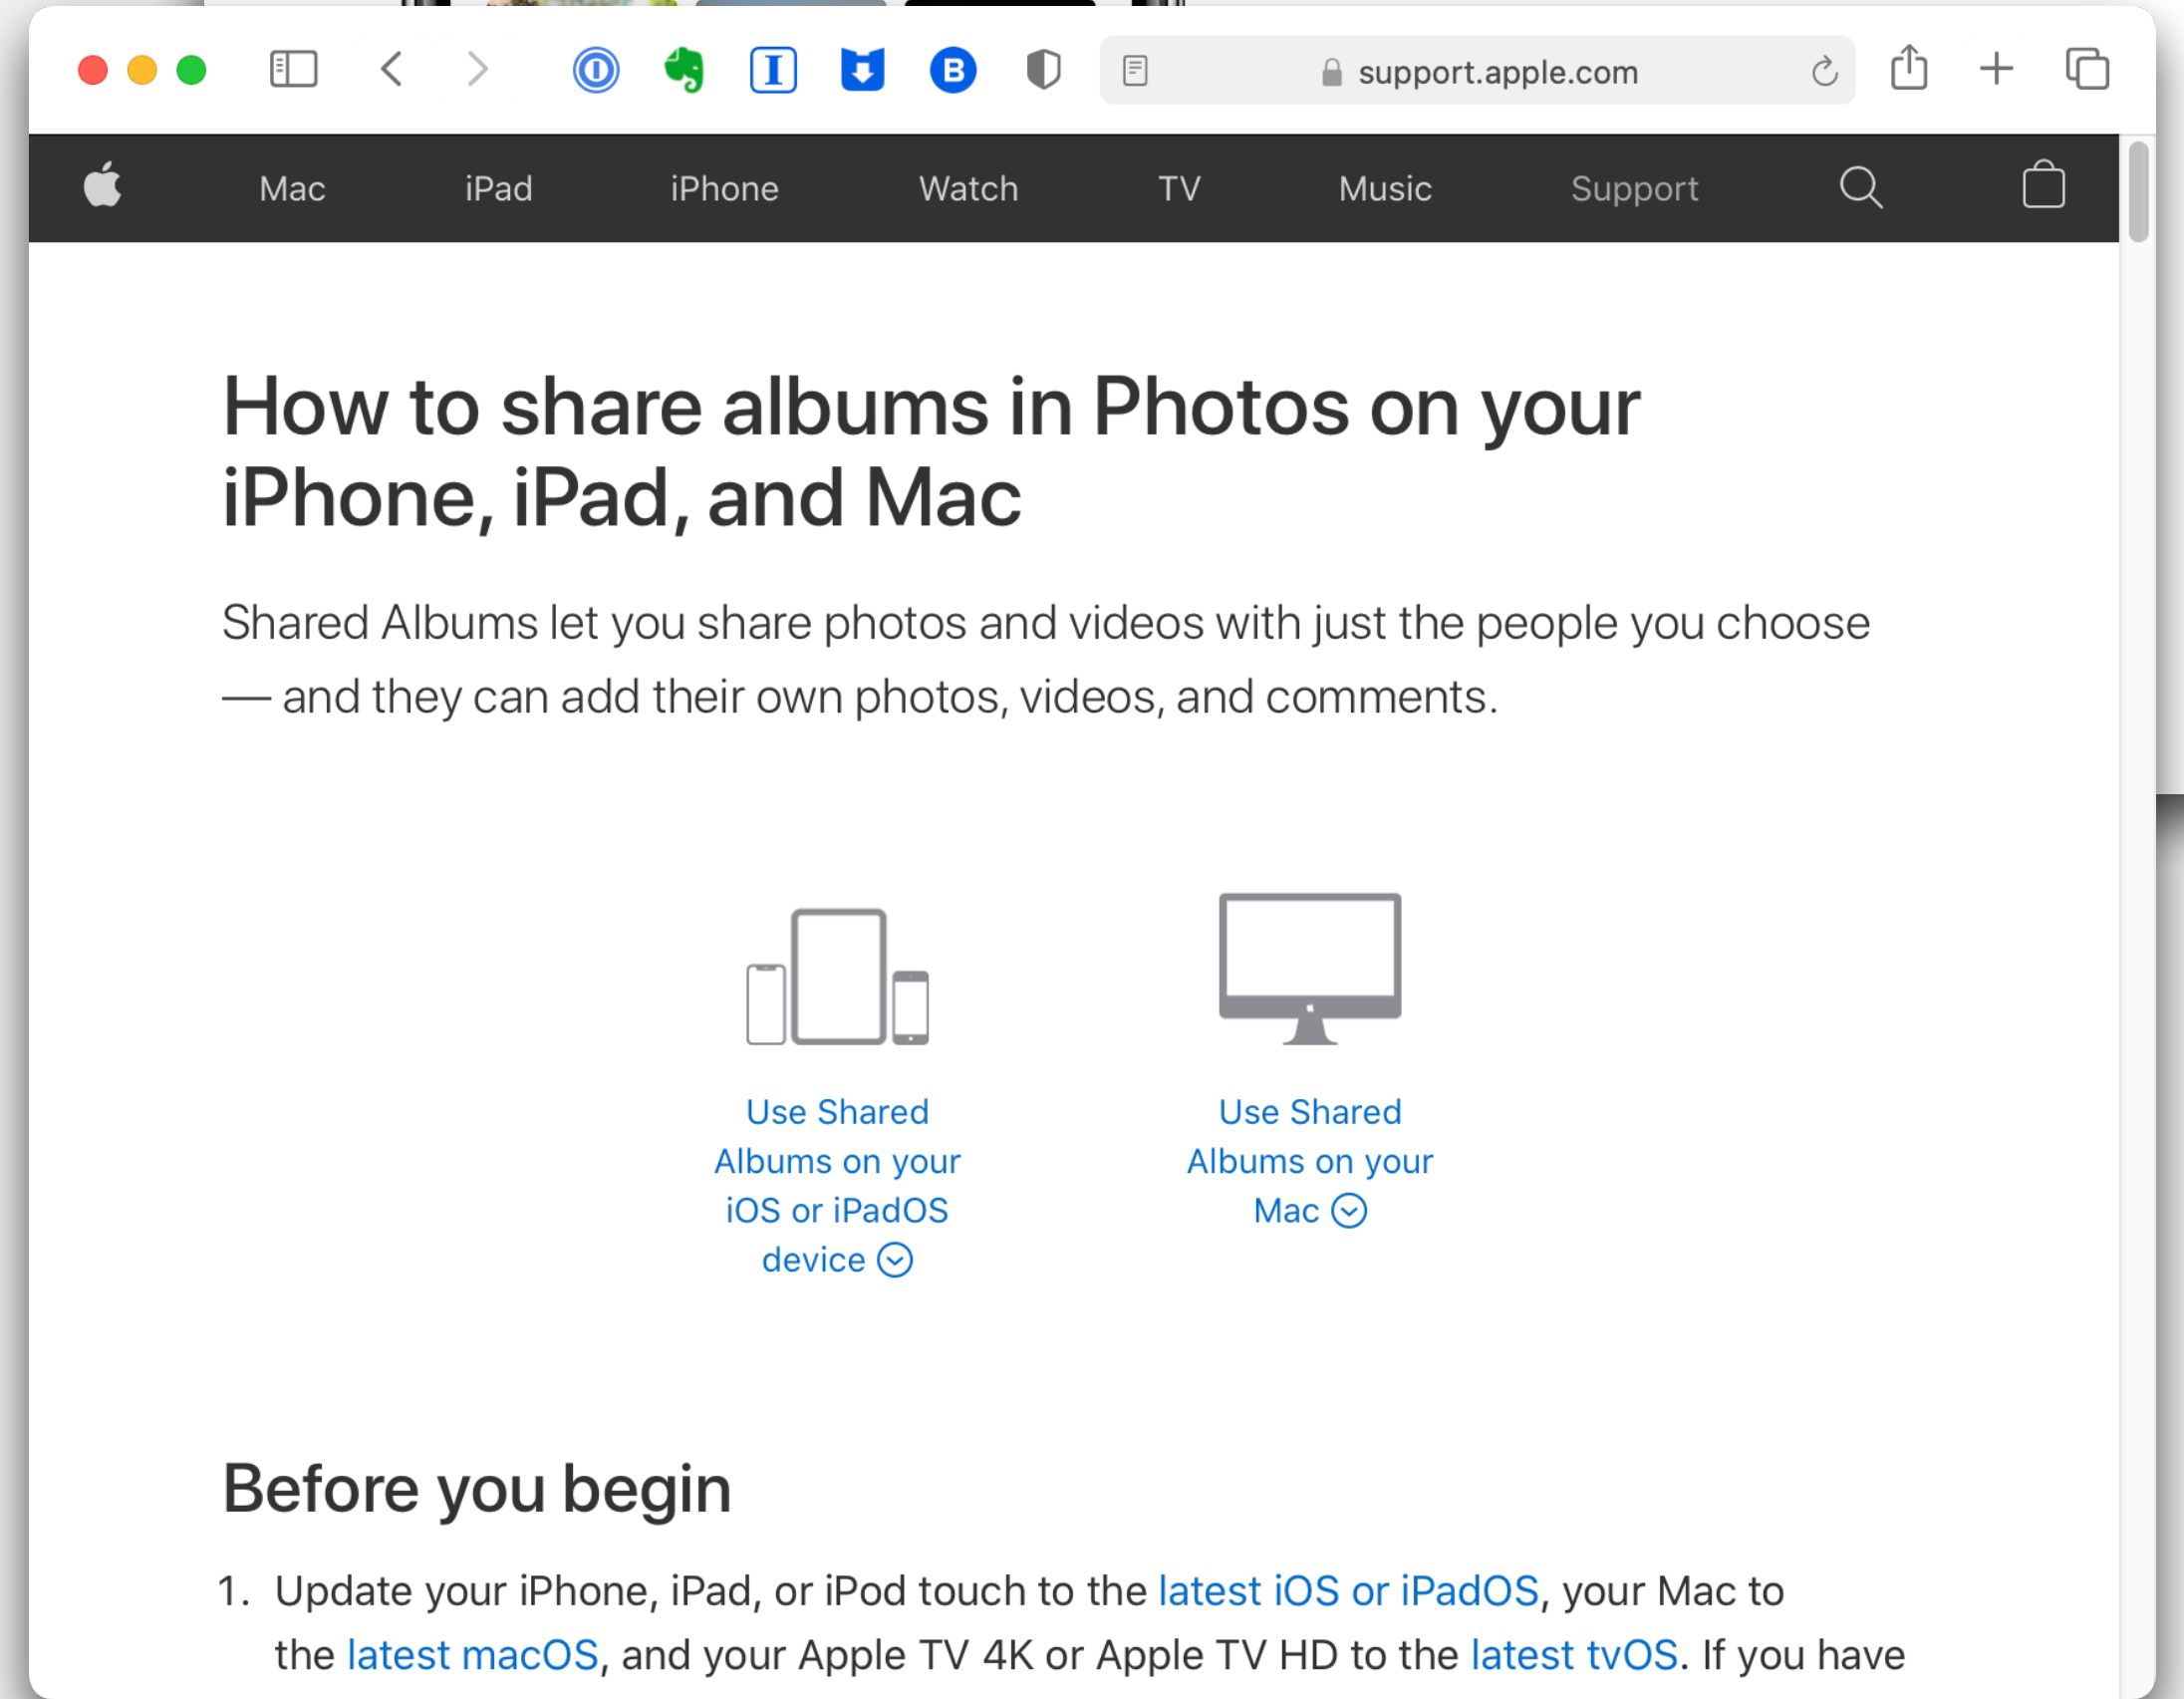 support.apple.com
Mac iPad iPhone Watch TV Music Support
How to share albums in Photos on your
iPhone, iPad, and Mac
Shared Albums let you share photos and videos with just the people you choose
— and they can add their own photos, videos, and comments.
Use Shared
Albums on your
iOS or iPadOS
device
Use Shared
Albums on your
Mac
Before you begin
1. Update your iPhone, iPad, or iPod touch to the latest iOS or iPadOS, your Mac to
the latest macOS, and your Apple TV 4K or Apple TV HD to the latest tvOS. If you have